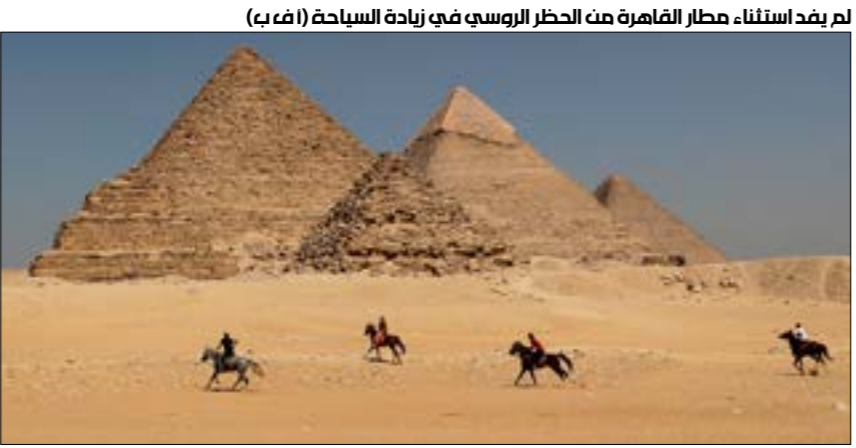 لم يفد استثناء مطار القاهرة من الحظر الروسي في زيادة السياحة (أ ف ب)